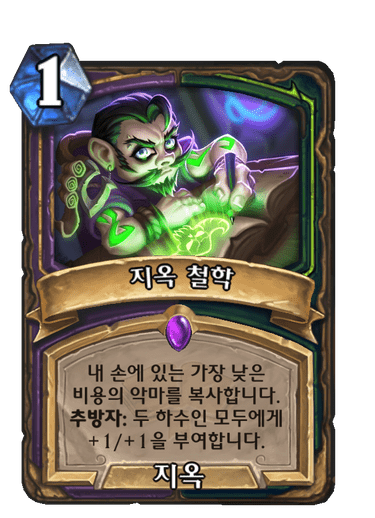 1
지옥 철학
내 손에 있는 가장 낮은
비용의 악마를 복사합니다.
추방자: 두 하수인 모두에게
+1/+1을 부여합니다.
지옥